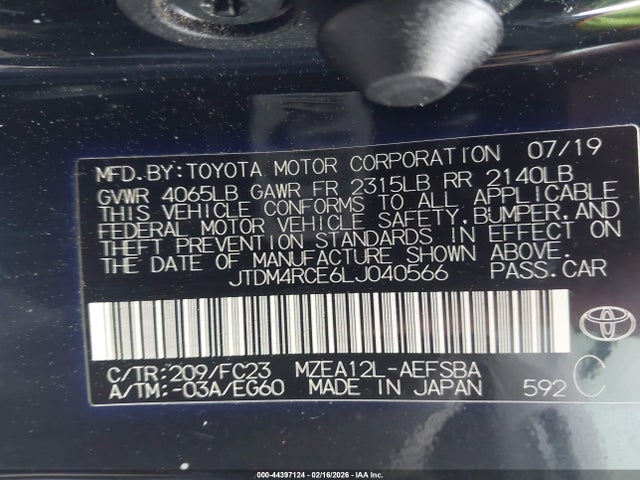 MFD.BY:TOYOTA MOTOR CORPORATION 07/19
GVWR 4065LB GAWR FR 2315LB RR 2140LB
THIS VEHICLE CONFORMS TO ALL APPLICABLE
FEDERAL MOTOR VEHICLE SAFETY,BUMPER,AND
THEFT PREVENTION STANDARDS IN EFFECT ON
THE DATE OF MANUFACTURE SHOWN ABOVE.
JTDM4RCE6LJ040566 PASS.CAR
C/TR:209/FC23 MZEA12L-AEFSBA
A/TM:-03A/EG60 MADE IN JAPAN 592 C
000-44397124 | 02/16/2026 - IAA Inc.